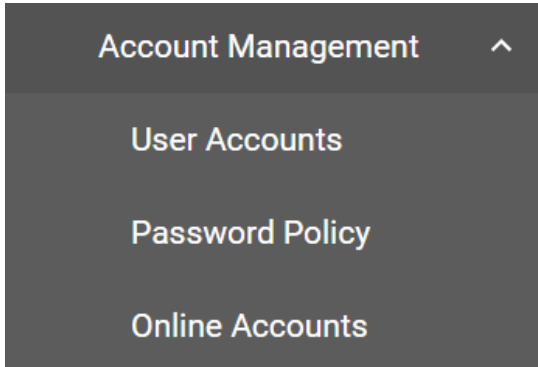 Account Management
User Accounts
Password Policy
Online Accounts